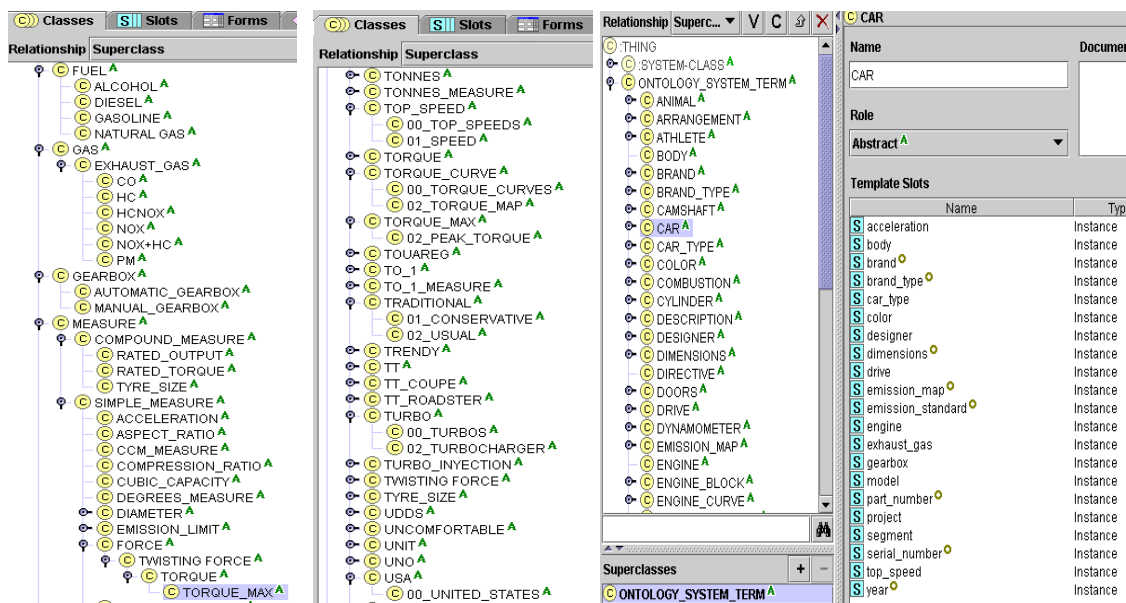 Classes Slots Forms
Relationship Superclass
FUEL A
ALCOHOL A
DIESEL A
GASOLINE A
NATURAL GAS A
GAS A
EXHAUST_GAS A
CO A
HC A
HCNOX A
NOX A
NOX+HC A
PM A
GEARBOX A
AUTOMATIC_GEARBOX A
MANUAL_GEARBOX A
MEASURE A
COMPOUND_MEASURE A
RATED_OUTPUT A
RATED_TORQUE A
TYRE_SIZE A
SIMPLE_MEASURE A
ACCELERATION A
ASPECT_RATIO A
CCM_MEASURE A
COMPRESSION_RATIO A
CUBIC_CAPACITY A
DEGREES_MEASURE A
DIAMETER A
EMISSION_LIMIT A
FORCE A
TWISTING FORCE A
TORQUE A
TORQUE_MAX A
Classes Slots Forms
Relationship Superclass
TONNES A
TONNES_MEASURE A
TOP_SPEED A
00_TOP_SPEEDS A
01_SPEED A
TORQUE A
TORQUE_CURVE A
00_TORQUE_CURVES A
02_TORQUE_MAP A
TORQUE_MAX A
02_PEAK_TORQUE A
TOUAREG A
TO_1 A
TO_1_MEASURE A
TRADITIONAL A
01_CONSERVATIVE A
02_USUAL A
TRENDY A
TT A
TT_COUPE A
TT_ROADSTER A
TURBO A
00_TURBOS A
02_TURBOCHARGER A
TURBO_INYECTION A
TWISTING FORCE A
TYRE_SIZE A
UDDS A
UNCOMFORTABLE A
UNIT A
UNO A
USA A
00_UNITED_STATES A
Relationship Superc... V C X
:THING
:SYSTEM-CLASS A
ONTOLOGY_SYSTEM_TERM A
ANIMAL A
ARRANGEMENT A
ATHLETE A
BODY A
BRAND A
BRAND_TYPE A
CAMSHAFT A
CAR A
CAR_TYPE A
COLOR A
COMBUSTION A
CYLINDER A
DESCRIPTION A
DESIGNER A
DIMENSIONS A
DIRECTIVE A
DOORS A
DRIVE A
DYNAMOMETER A
EMISSION_MAP A
ENGINE A
ENGINE_BLOCK A
ENGINE_CURVE A
Superclasses + -
ONTOLOGY_SYSTEM_TERM A
C CAR
Name Documen
CAR
Role
Abstract A
Template Slots
Name Typ
S acceleration Instance
S body Instance
S brand Instance
S brand_type Instance
S car_type Instance
S color Instance
S designer Instance
S dimensions Instance
S drive Instance
S emission_map Instance
S emission_standard Instance
S engine Instance
S exhaust_gas Instance
S gearbox Instance
S model Instance
S part_number Instance
S project Instance
S segment Instance
S serial_number Instance
S top_speed Instance
S year Instance